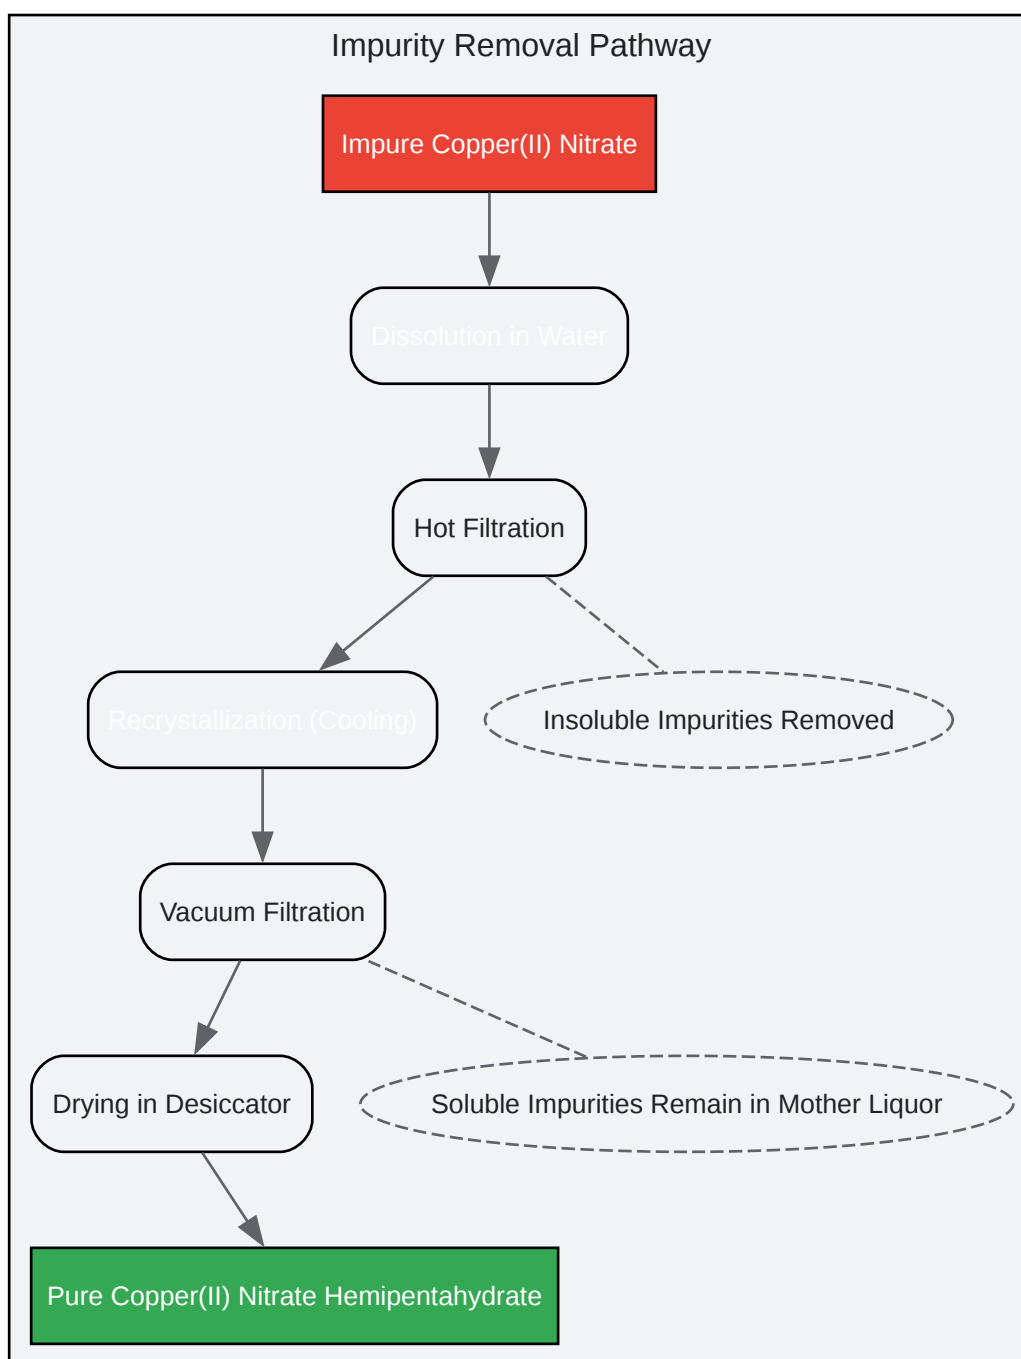 Impurity Removal Pathway
Impure Copper(II) Nitrate
Dissolution in Water
Hot Filtration
Recrystallization (Cooling)
Insoluble Impurities Removed
Vacuum Filtration
Drying in Desiccator
Soluble Impurities Remain in Mother Liquor
Pure Copper(II) Nitrate Hemipentahydrate